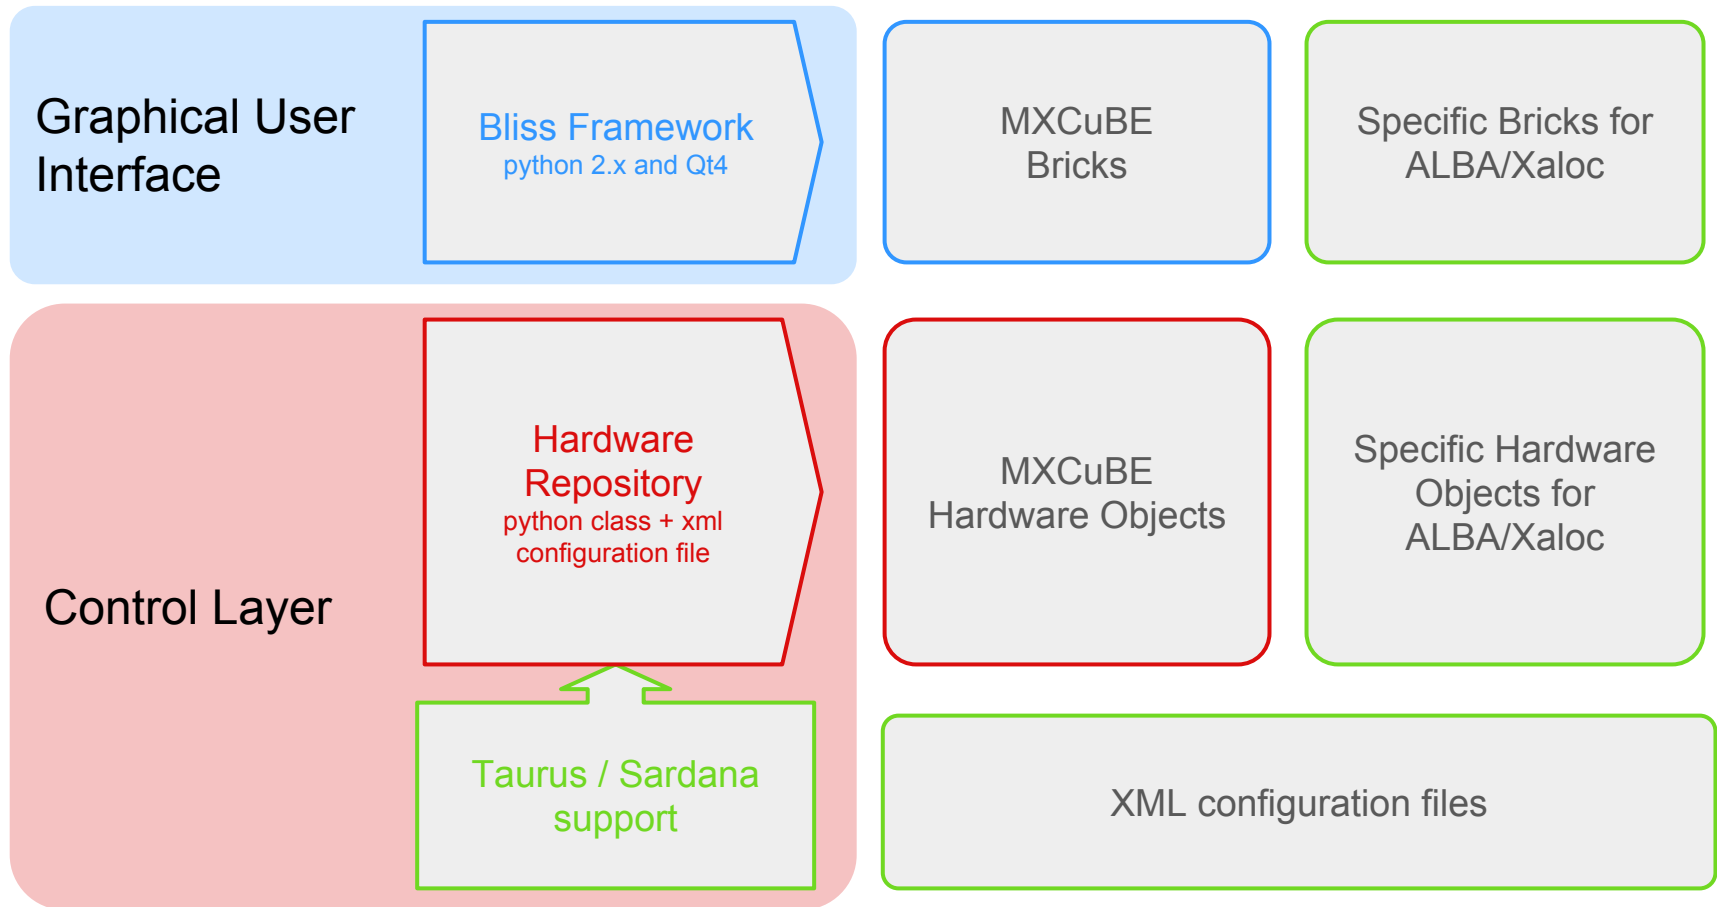 Graphical User
Interface
Bliss Framework
python 2.x and Qt4
MXCuBE
Bricks
Specific Bricks for
ALBA/Xaloc
Control Layer
Hardware
Repository
python class + xml
configuration file
MXCuBE
Hardware Objects
Specific Hardware
Objects for
ALBA/Xaloc
Taurus / Sardana
support
XML configuration files